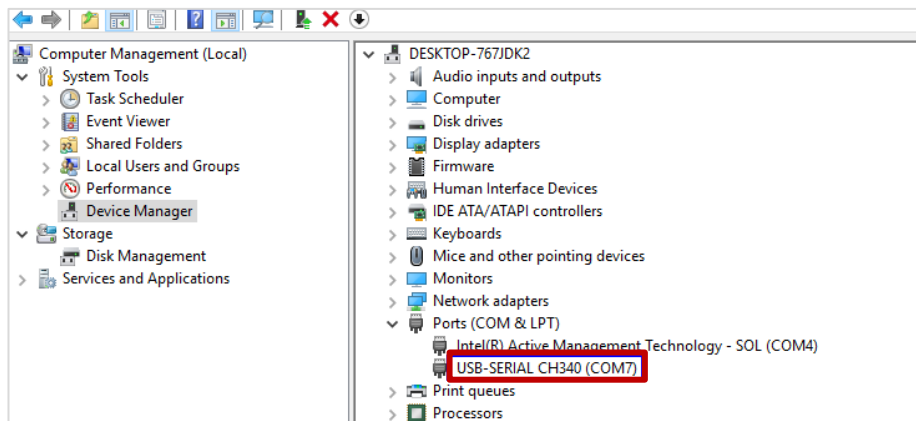 Computer Management (Local)
System Tools
Task Scheduler
Event Viewer
Shared Folders
Local Users and Groups
Performance
Device Manager
Storage
Disk Management
Services and Applications
DESKTOP-767JDK2
Audio inputs and outputs
Computer
Disk drives
Display adapters
Firmware
Human Interface Devices
IDE ATA/ATAPI controllers
Keyboards
Mice and other pointing devices
Monitors
Network adapters
Ports (COM & LPT)
Intel(R) Active Management Technology - SOL (COM4)
USB-SERIAL CH340 (COM7)
Print queues
Processors